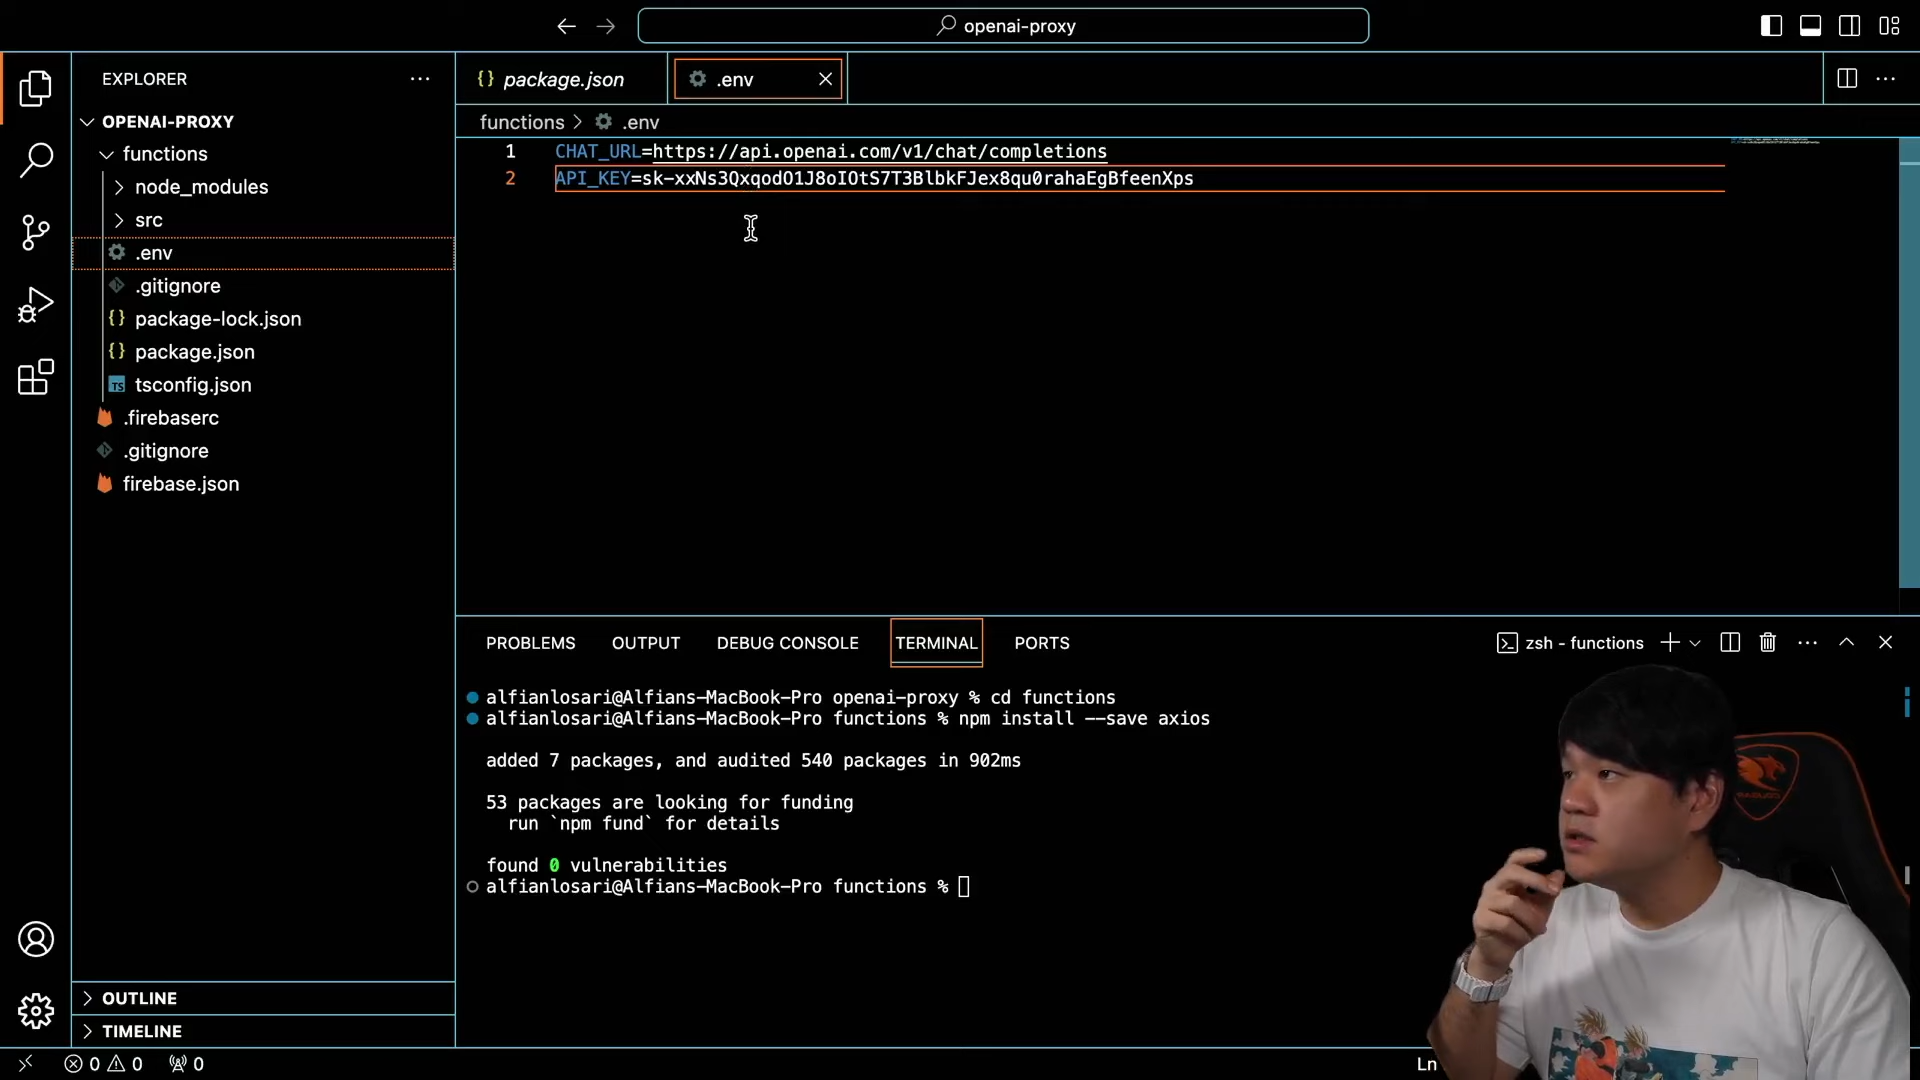 openai-proxy
EXPLORER
package.json
.env
OPENAI-PROXY
functions > .env
functions
node_modules
src
.env
.gitignore
package-lock.json
package.json
tsconfig.json
.firebaserc
.gitignore
firebase.json
1 CHAT_URL=https://api.openai.com/v1/chat/completions
2 API_KEY=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
PROBLEMS OUTPUT DEBUG CONSOLE TERMINAL PORTS
zsh - functions
alfianlosari@Alfians-MacBook-Pro openai-proxy % cd functions
alfianlosari@Alfians-MacBook-Pro functions % npm install --save axios
added 7 packages, and audited 540 packages in 902ms
53 packages are looking for funding
run `npm fund` for details
found 0 vulnerabilities
alfianlosari@Alfians-MacBook-Pro functions %
OUTLINE
TIMELINE
0 0 0
Ln